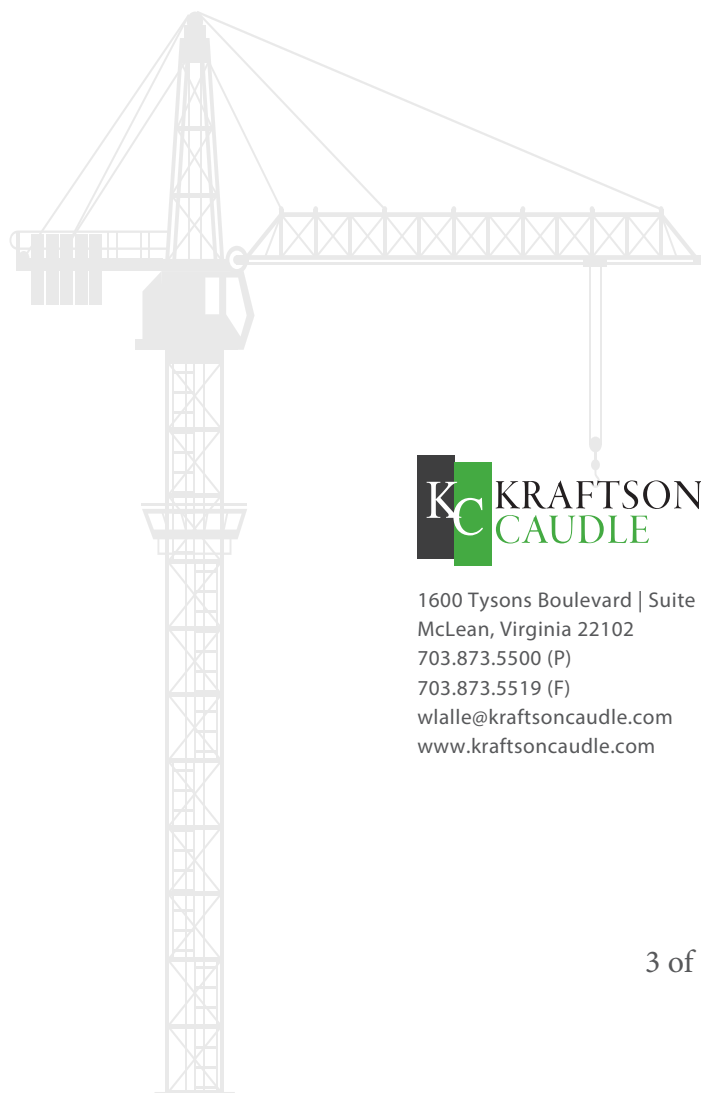 KC KRAFTSON
CAUDLE
1600 Tysons Boulevard | Suite
McLean, Virginia 22102
703.873.5500 (P)
703.873.5519 (F)
wlalle@kraftsoncaudle.com
www.kraftsoncaudle.com
3 of